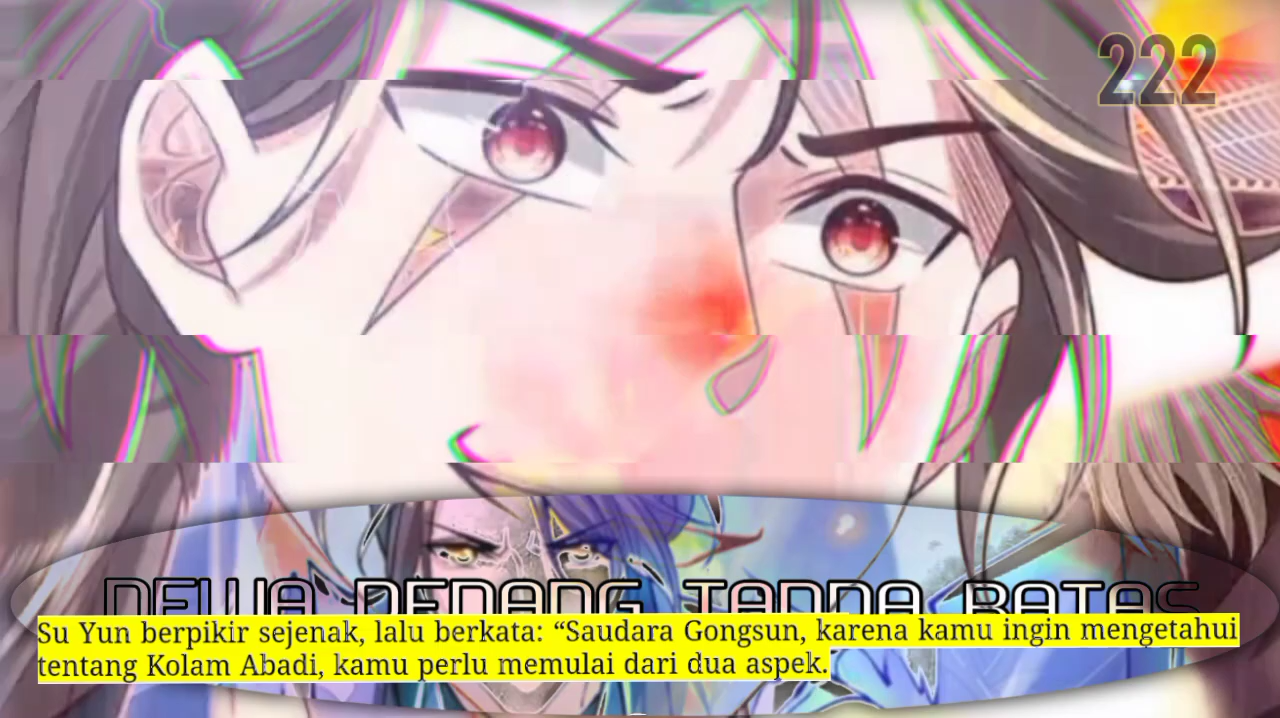 222
DEWA PEDANG TANPA BATAS
Su Yun berpikir sejenak, lalu berkata: “Saudara Gongsun, karena kamu ingin mengetahui
tentang Kolam Abadi, kamu perlu memulai dari dua aspek.